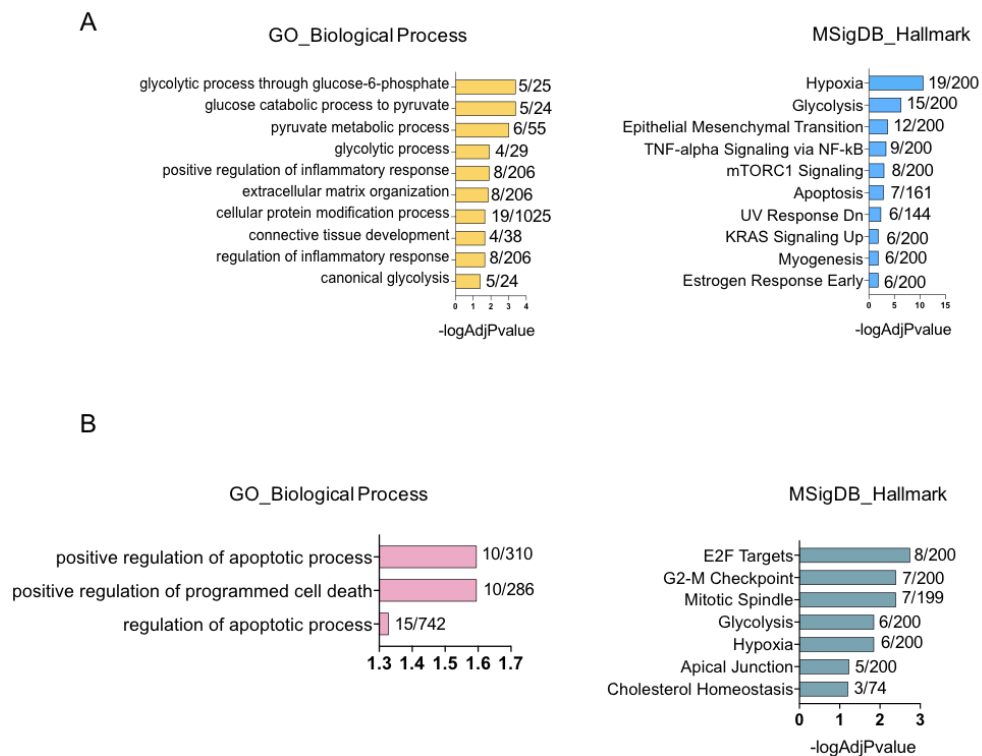 A
GO_Biological Process
glycolytic process through glucose-6-phosphate 5/25
glucose catabolic process to pyruvate 5/24
pyruvate metabolic process 6/55
glycolytic process 4/29
positive regulation of inflammatory response 8/206
extracellular matrix organization 8/206
cellular protein modification process 19/1025
connective tissue development 4/38
regulation of inflammatory response 8/206
canonical glycolysis 5/24
0 1 2 3 4
-logAdjPvalue
MSigDB_Hallmark
Hypoxia 19/200
Glycolysis 15/200
Epithelial Mesenchymal Transition 12/200
TNF-alpha Signaling via NF-kB 9/200
mTORC1 Signaling 8/200
Apoptosis 7/161
UV Response Dn 6/144
KRAS Signaling Up 6/200
Myogenesis 6/200
Estrogen Response Early 6/200
0 5 10 15
-logAdjPvalue
B
GO_Biological Process
positive regulation of apoptotic process 10/310
positive regulation of programmed cell death 10/286
regulation of apoptotic process 15/742
1.3 1.4 1.5 1.6 1.7
MSigDB_Hallmark
E2F Targets 8/200
G2-M Checkpoint 7/200
Mitotic Spindle 7/199
Glycolysis 6/200
Hypoxia 6/200
Apical Junction 5/200
Cholesterol Homeostasis 3/74
0 1 2 3
-logAdjPvalue